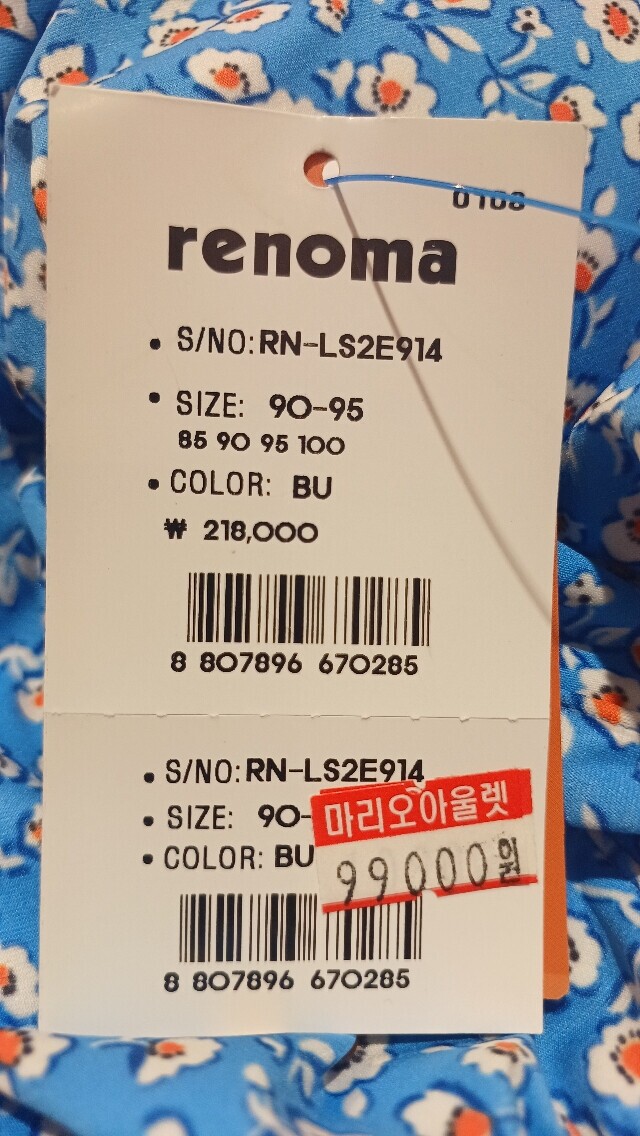 0103
renoma
• S/NO: RN-LS2E914
• SIZE: 90-95
85 90 95 100
• COLOR: BU
₩ 218,000
8 807896 670285
• S/NO: RN-LS2E914
• SIZE: 90-
마리오아울렛
• COLOR: BU
99000원
8 807896 670285